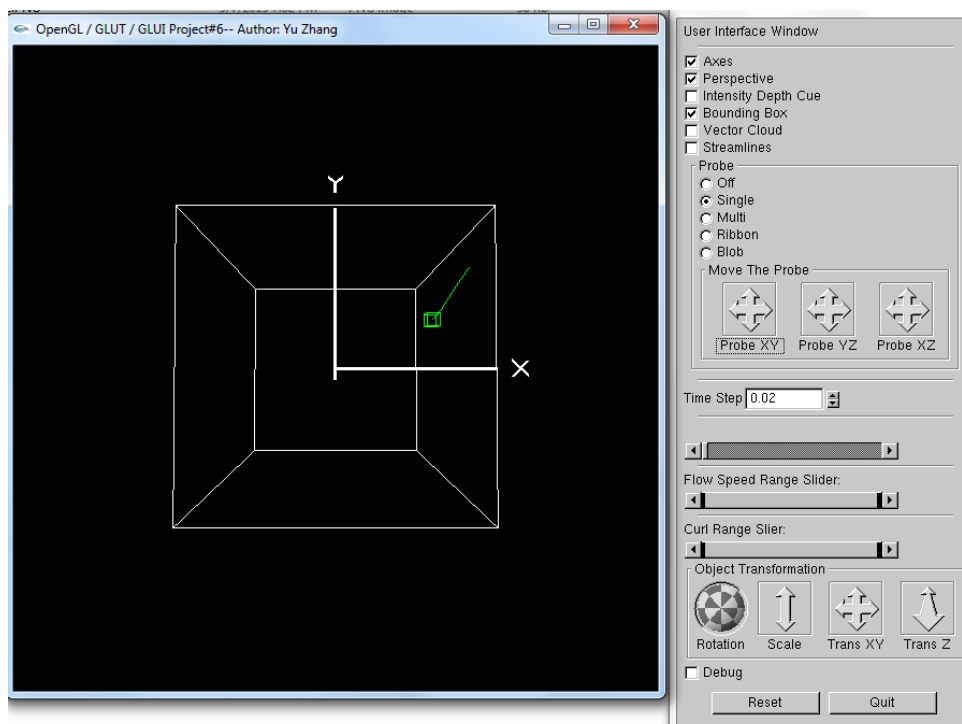 OpenGL / GLUT / GLUI Project#6-- Author: Yu Zhang
Y
X
User Interface Window
Axes
Perspective
Intensity Depth Cue
Bounding Box
Vector Cloud
Streamlines
Probe
Off
Single
Multi
Ribbon
Blob
Move The Probe
Probe XY Probe YZ Probe XZ
Time Step 0.02
Flow Speed Range Slider:
Curl Range Slier:
Object Transformation
Rotation Scale Trans XY Trans Z
Debug
Reset Quit